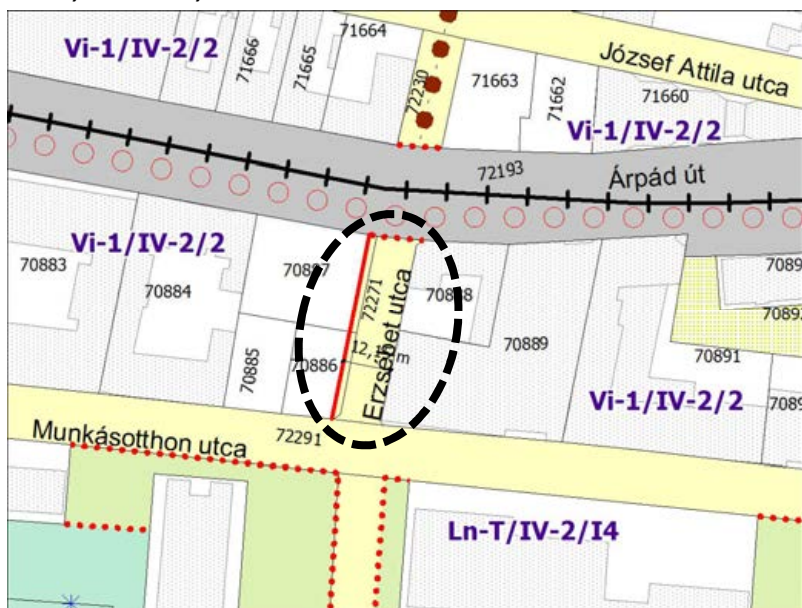 Vi-1/IV-2/2
71666
71665
71664
72230
71663
71662
71660
József Attila utca
Vi-1/IV-2/2
72193
Árpád út
Vi-1/IV-2/2
70883
70884
70887
72271
70888
70885
70886
Erzsébet utca
70889
70891
Vi-1/IV-2/2
Munkásotthon utca
72291
Ln-T/IV-2/I4